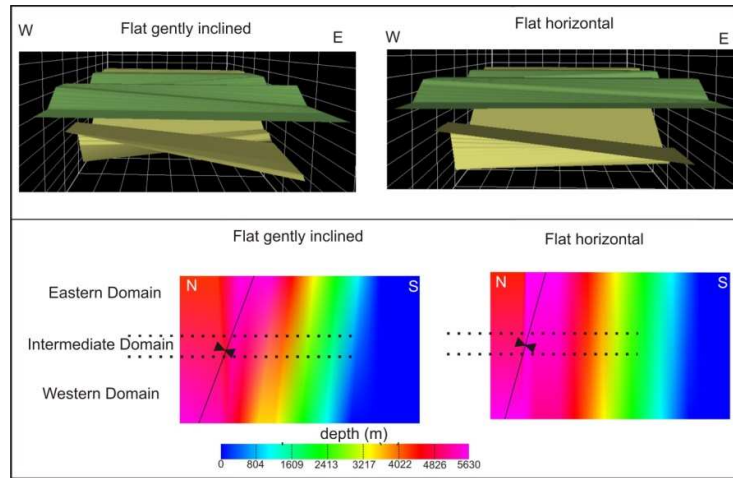 W Flat gently inclined E
W Flat horizontal E
Flat gently inclined
Flat horizontal
N S
N S
Eastern Domain
Intermediate Domain
Western Domain
depth (m)
0 804 1609 2413 3217 4022 4826 5630